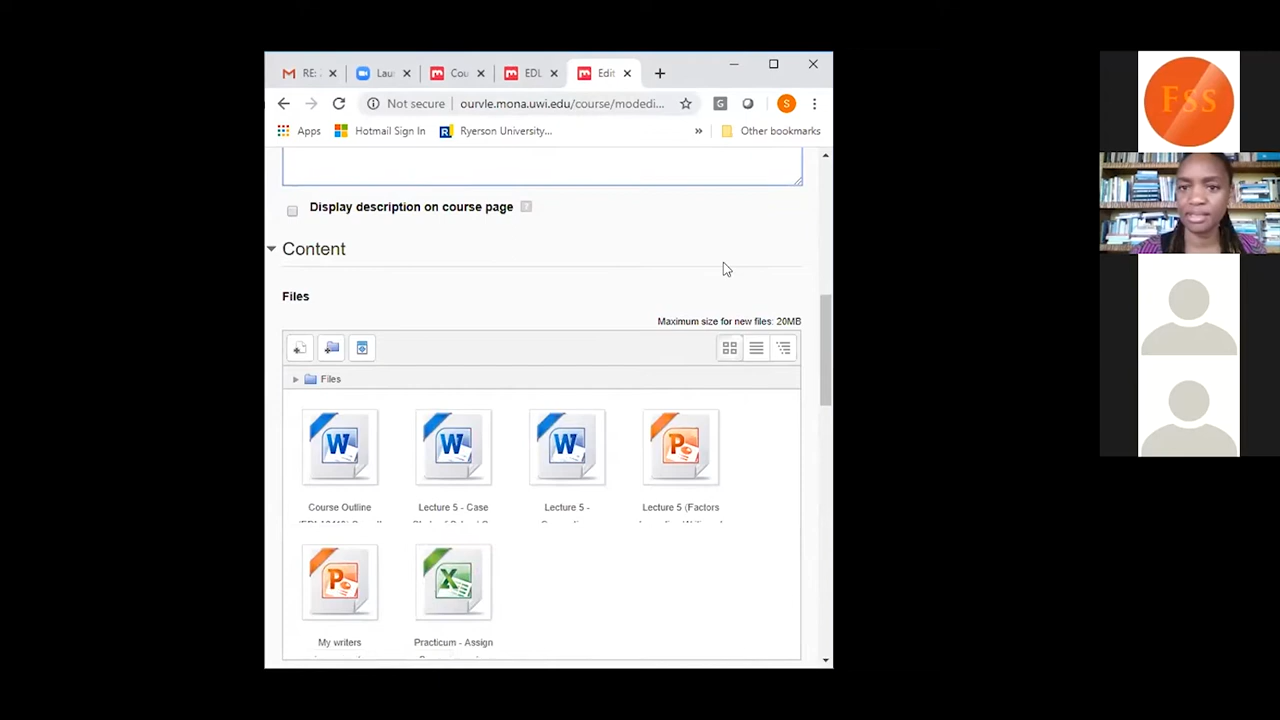 RE:
Lau
Cou
EDL
Edit
Not secure
ourvle.mona.uwi.edu/course/modedi...
S
Apps
Hotmail Sign In
Ryerson University...
»
Other bookmarks
Display description on course page
Content
Files
Maximum size for new files: 20MB
Files
Course Outline
Lecture 5 - Case
Lecture 5 -
Lecture 5 (Factors
My writers
Practicum - Assign
FSS